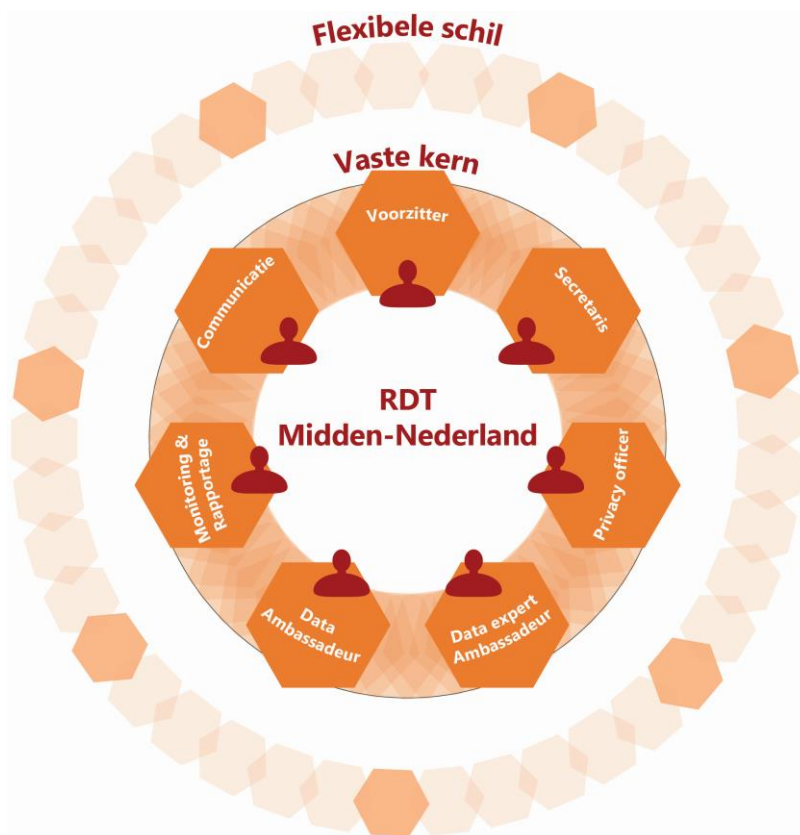 Flexibele schil
Vaste kern
Voorzitter
Communicatie
Secretaris
RDT
Midden-Nederland
Monitoring &
Rapportage
Privacy officer
Data
Ambassadeur
Data expert
Ambassadeur